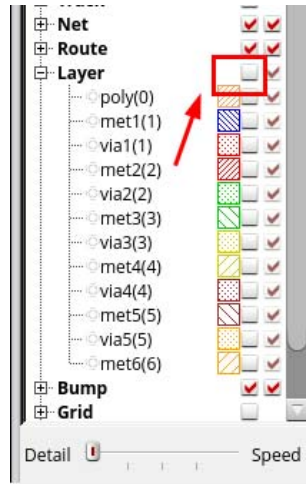 Net
Route
Layer
poly(0)
met1(1)
via1(1)
met2(2)
via2(2)
met3(3)
via3(3)
met4(4)
via4(4)
met5(5)
via5(5)
met6(6)
Bump
Grid
Detail Speed